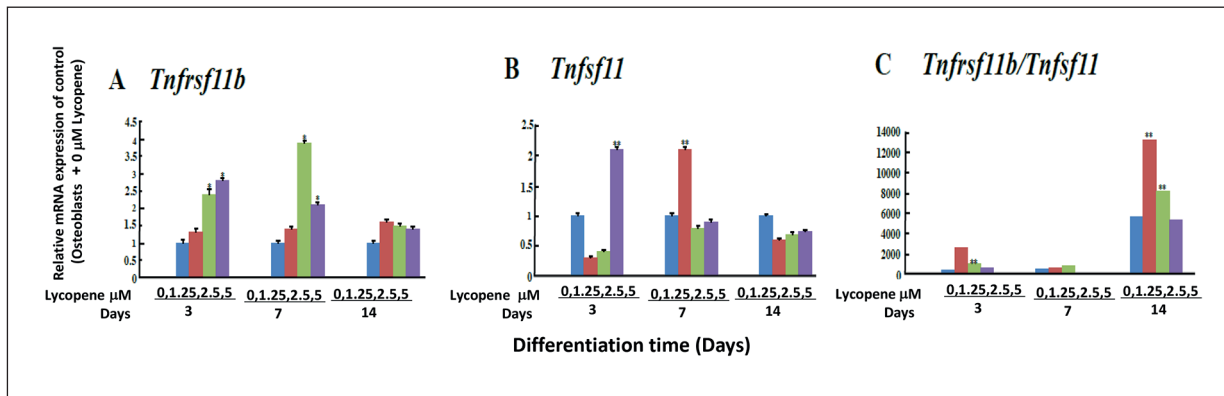 Relative mRNA expression of control
(Osteoblasts + 0 μM Lycopene)
A Tnfrsf11b
4.5
4
3.5
3
2.5
2
1.5
1
0.5
0
*
*
*
*
Lycopene μM 0,1.25,2.5,5 0,1.25,2.5,5 0,1.25,2.5,5
Days 3 7 14
B Tnfsf11
2.5
2
1.5
1
0.5
0
**
**
Lycopene μM 0,1.25,2.5,5 0,1.25,2.5,5 0,1.25,2.5,5
Days 3 7 14
C Tnfrsf11b/Tnfsf11
14000
12000
10000
8000
6000
4000
2000
0
**
**
**
Lycopene μM 0,1.25,2.5,5 0,1.25,2.5,5 0,1.25,2.5,5
Days 3 7 14
Differentiation time (Days)